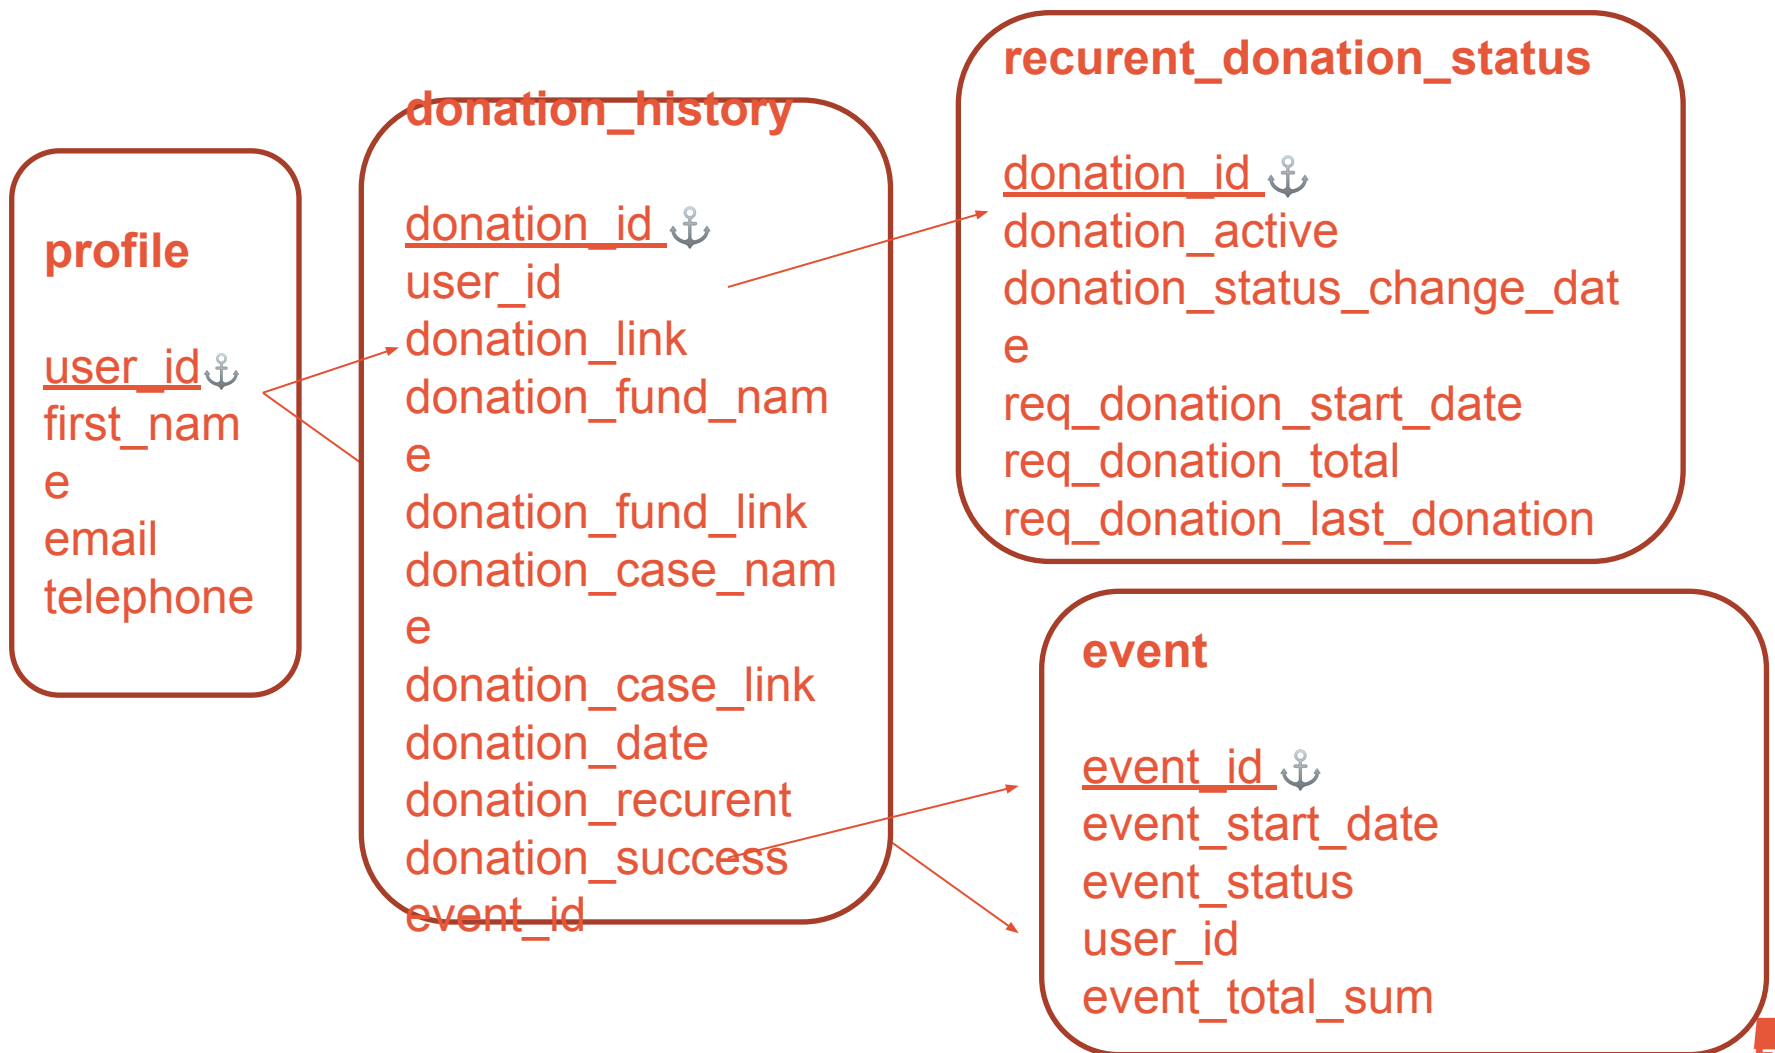 profile
user_id
first_nam
e
email
telephone
donation_history
donation_id
user_id
donation_link
donation_fund_nam
e
donation_fund_link
donation_case_nam
e
donation_case_link
donation_date
donation_recurent
donation_success
event_id
recurent_donation_status
donation_id
donation_active
donation_status_change_dat
e
req_donation_start_date
req_donation_total
req_donation_last_donation
event
event_id
event_start_date
event_status
user_id
event_total_sum